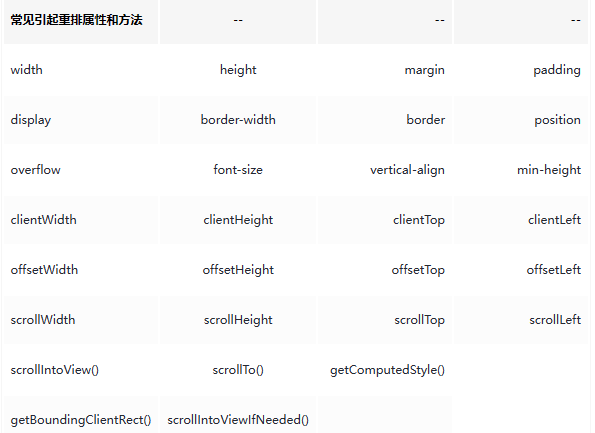 常见引起重排属性和方法 -- -- --
width height margin padding
display border-width border position
overflow font-size vertical-align min-height
clientWidth clientHeight clientTop clientLeft
offsetWidth offsetHeight offsetTop offsetLeft
scrollWidth scrollHeight scrollTop scrollLeft
scrollIntoView() scrollTo() getComputedStyle()
getBoundingClientRect() scrollIntoViewIfNeeded()